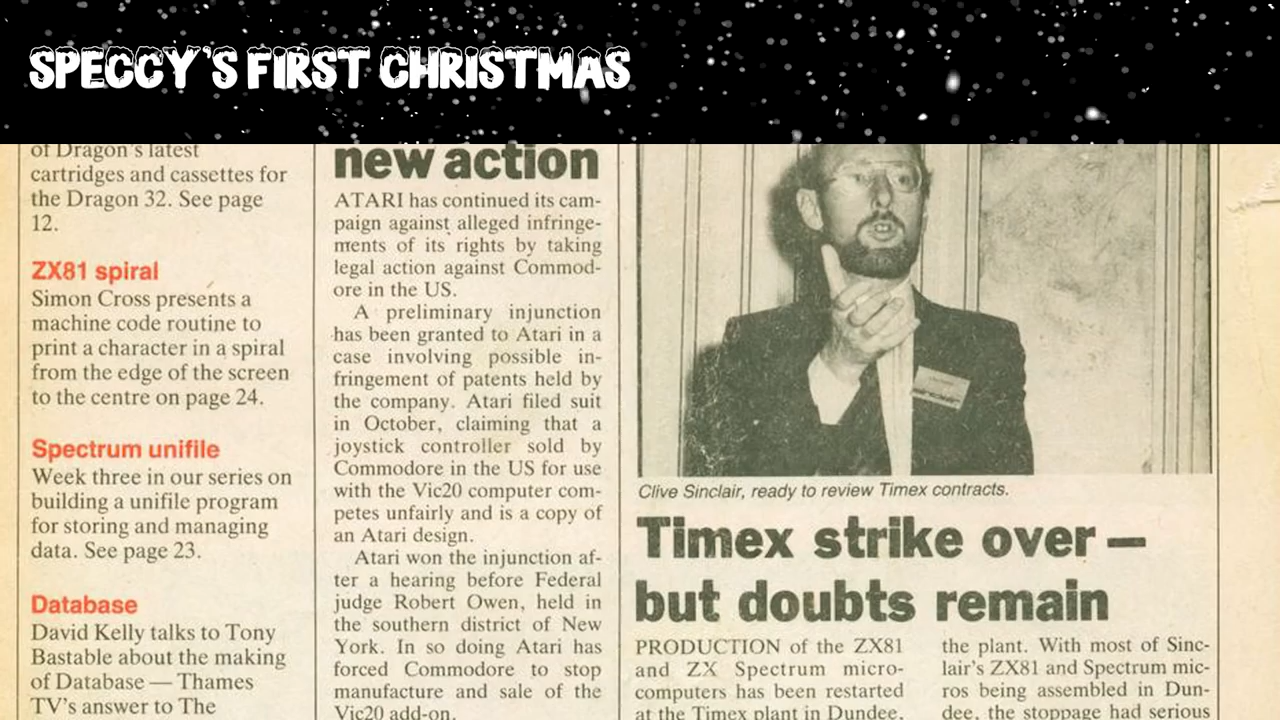 SPECCY'S FIRST CHRISTMAS
of Dragon's latest
cartridges and cassettes for
the Dragon 32. See page
12.
ZX81 spiral
Simon Cross presents a
machine code routine to
print a character in a spiral
from the edge of the screen
to the centre on page 24.
Spectrum unifile
Week three in our series on
building a unifile program
for storing and managing
data. See page 23.
Database
David Kelly talks to Tony
Bastable about the making
of Database — Thames
TV's answer to The
new action
ATARI has continued its cam-
paign against alleged infringe-
ments of its rights by taking
legal action against Commod-
ore in the US.
A preliminary injunction
has been granted to Atari in a
case involving possible in-
fringement of patents held by
the company. Atari filed suit
in October, claiming that a
joystick controller sold by
Commodore in the US for use
with the Vic20 computer com-
petes unfairly and is a copy of
an Atari design.
Atari won the injunction af-
ter a hearing before Federal
judge Robert Owen, held in
the southern district of New
York. In so doing Atari has
forced Commodore to stop
manufacture and sale of the
Vic20 add-on.
Clive Sinclair, ready to review Timex contracts.
Timex strike over —
but doubts remain
PRODUCTION of the ZX81
and ZX Spectrum micro-
computers has been restarted
at the Timex plant in Dundee,
the plant. With most of Sinc-
lair's ZX81 and Spectrum mic-
ros being assembled in Dun-
dee, the stoppage had serious